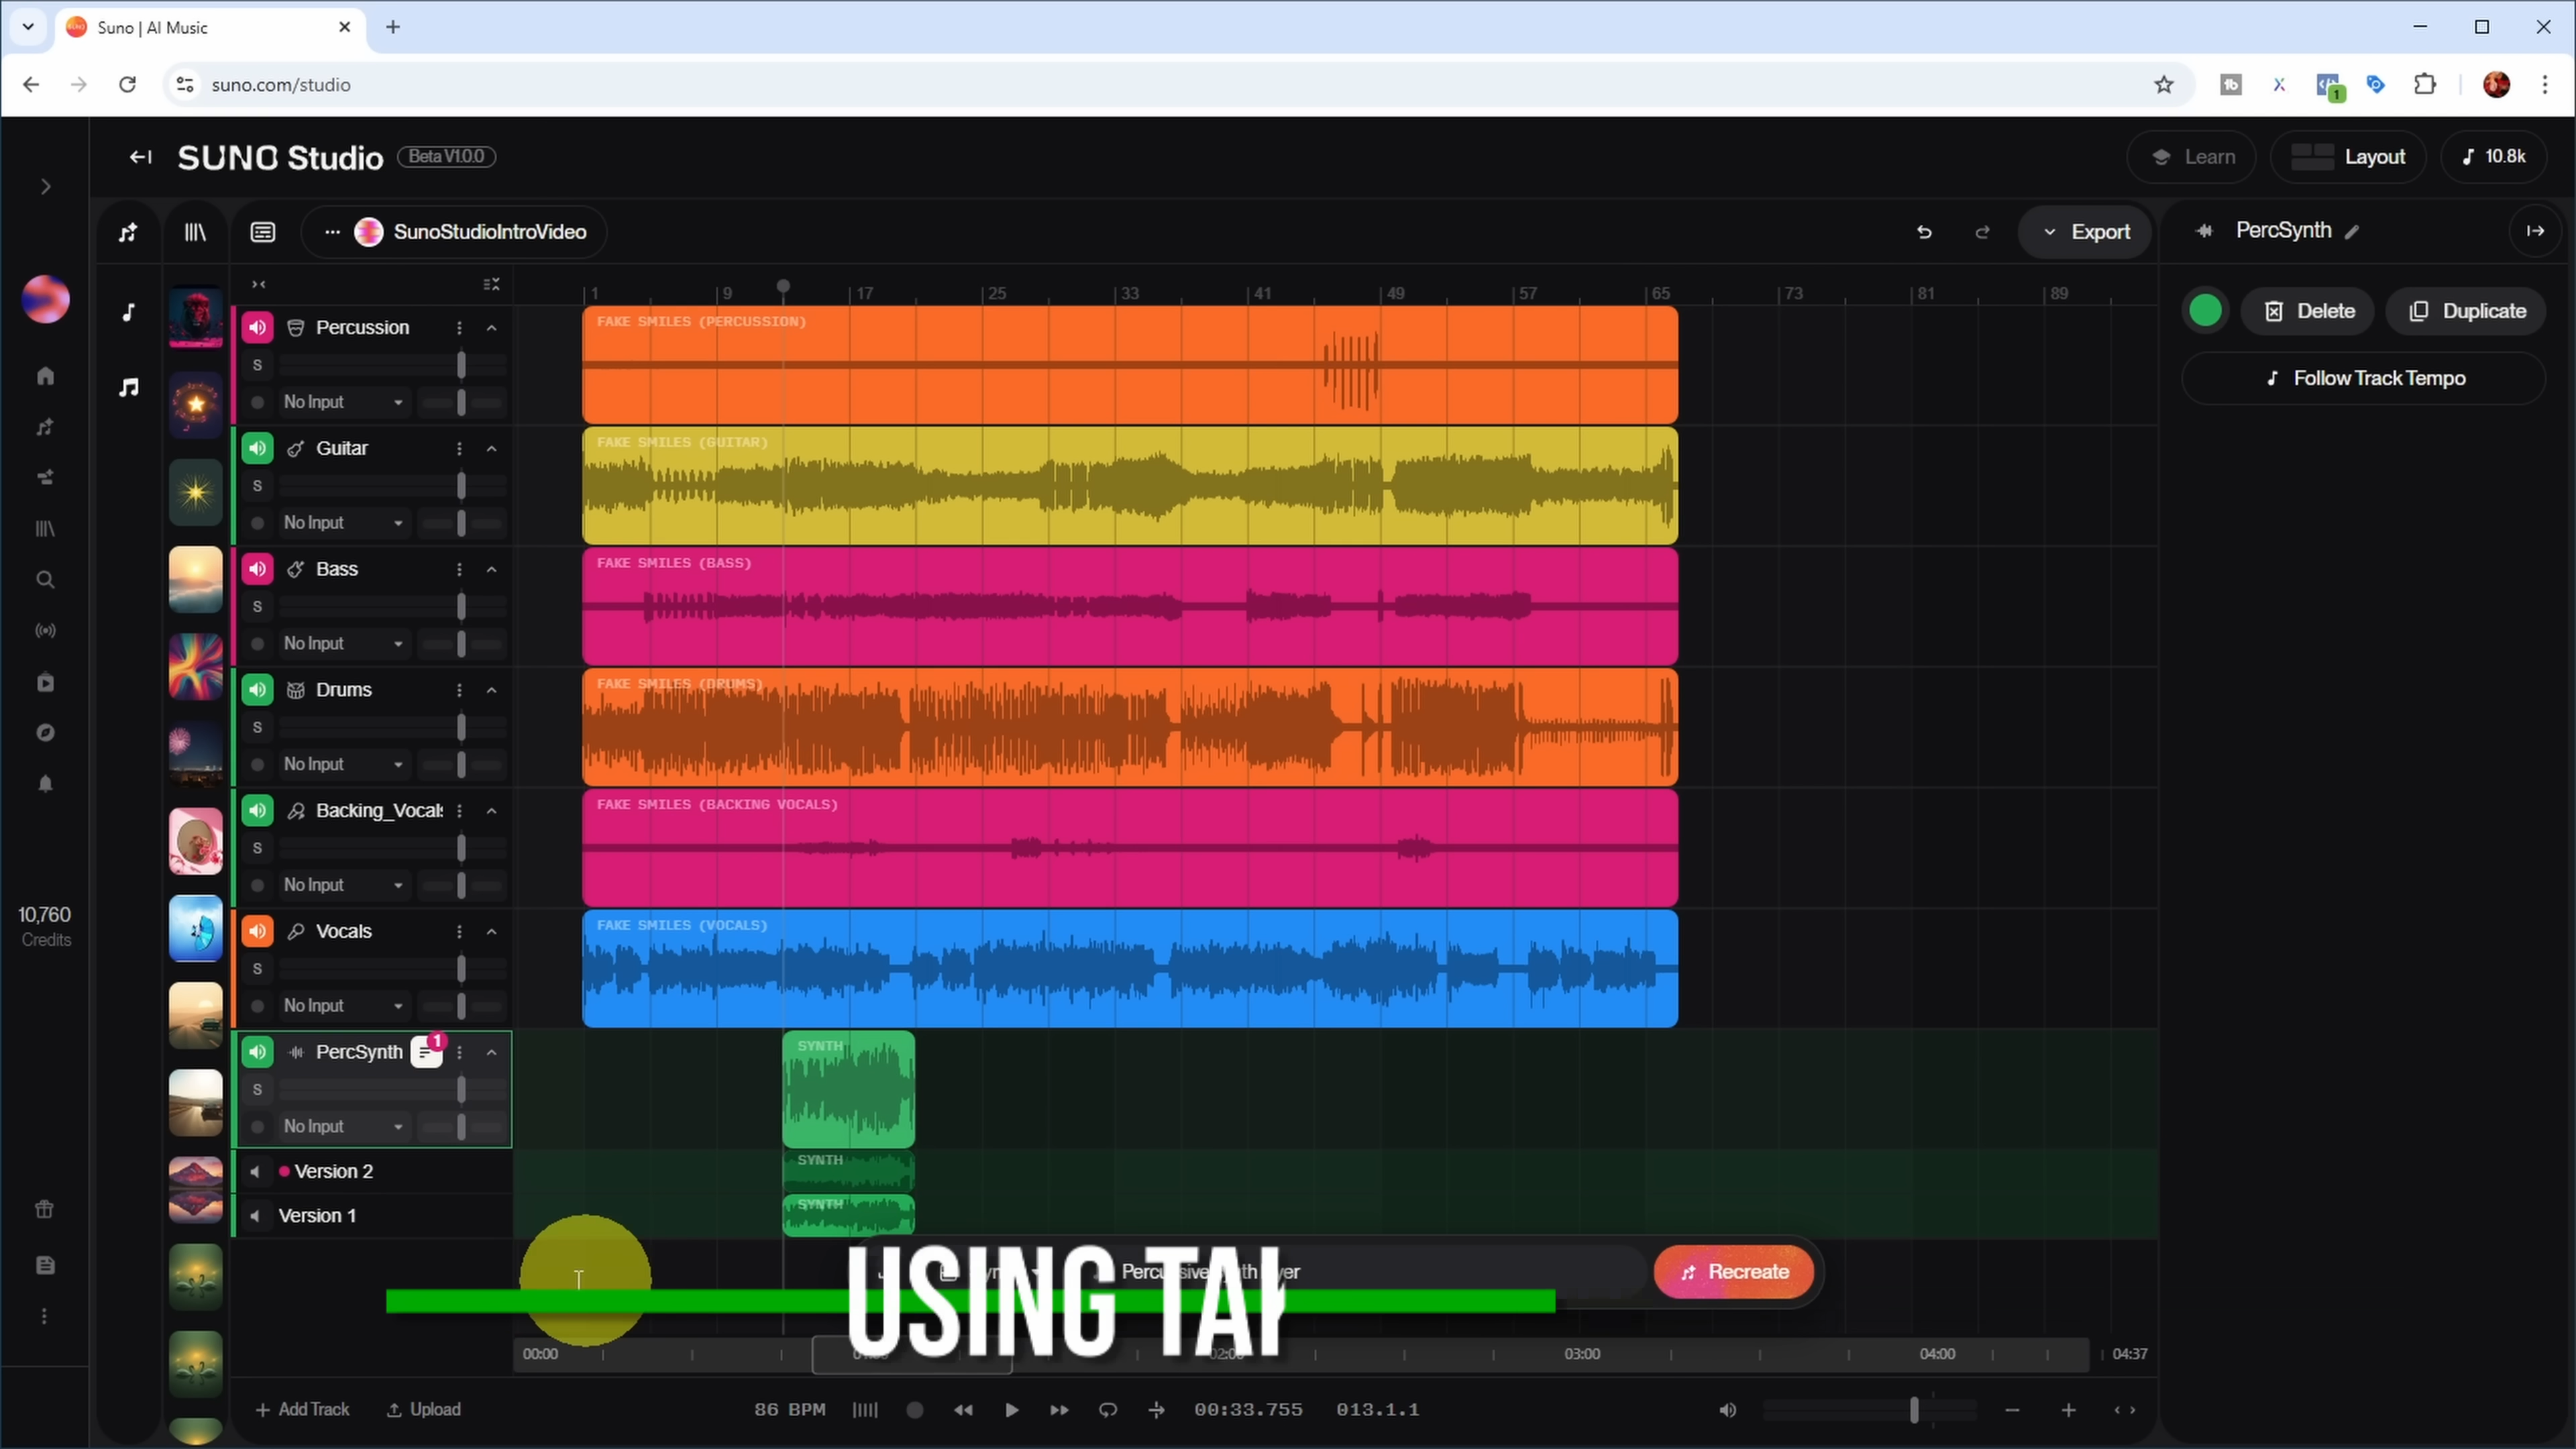 Suno | AI Music
suno.com/studio
1
SUNO Studio
Beta V1.0.0
Learn
Layout
10.8k
SunoStudioIntroVideo
Export
PercSynth
Delete
Duplicate
Follow Track Tempo
1 9 17 25 33 41 49 57 65 73 81 89
Percussion
S
No Input
FAKE SMILES (PERCUSSION)
Guitar
S
No Input
FAKE SMILES (GUITAR)
Bass
S
No Input
FAKE SMILES (BASS)
Drums
S
No Input
FAKE SMILES (DRUMS)
Backing_Vocals
S
No Input
FAKE SMILES (BACKING VOCALS)
10,760
Credits
Vocals
S
No Input
FAKE SMILES (VOCALS)
PercSynth
1
S
No Input
SYNTH
Version 2
SYNTH
Version 1
SYNTH
USING
Recreate
00:00
03:00
04:00
04:37
Add Track
Upload
86 BPM
00:33.755
013.1.1